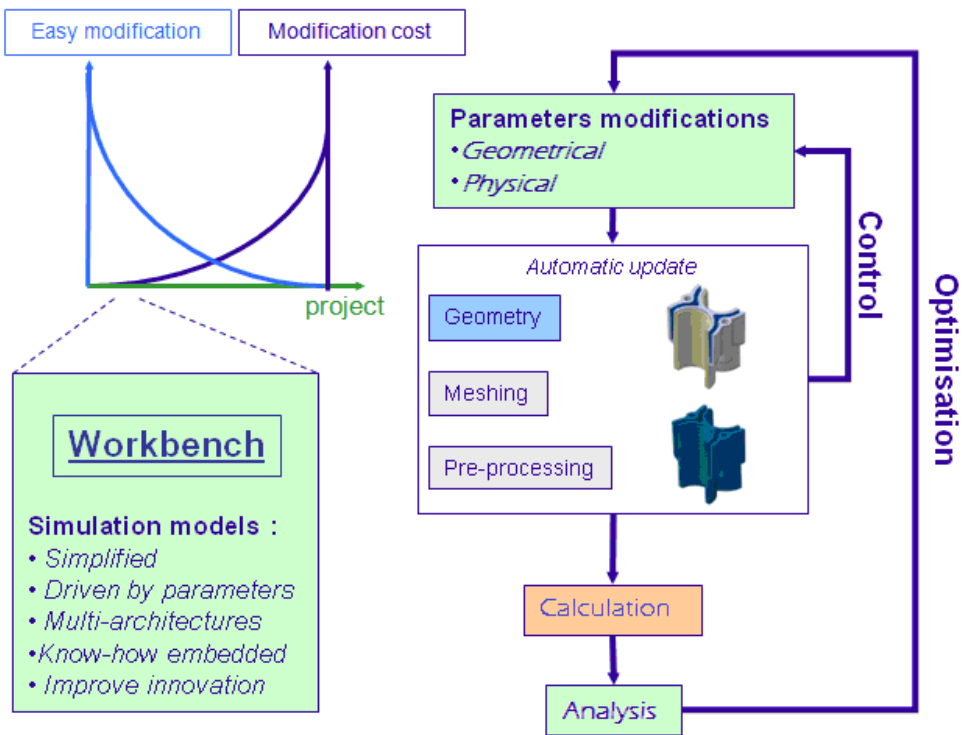 Easy modification
Modification cost
project
Workbench
Simulation models :
• Simplified
• Driven by parameters
• Multi-architectures
•Know-how embedded
• Improve innovation
Parameters modifications
•Geometrical
•Physical
Automatic update
Geometry
Meshing
Pre-processing
Calculation
Analysis
Control
Optimisation